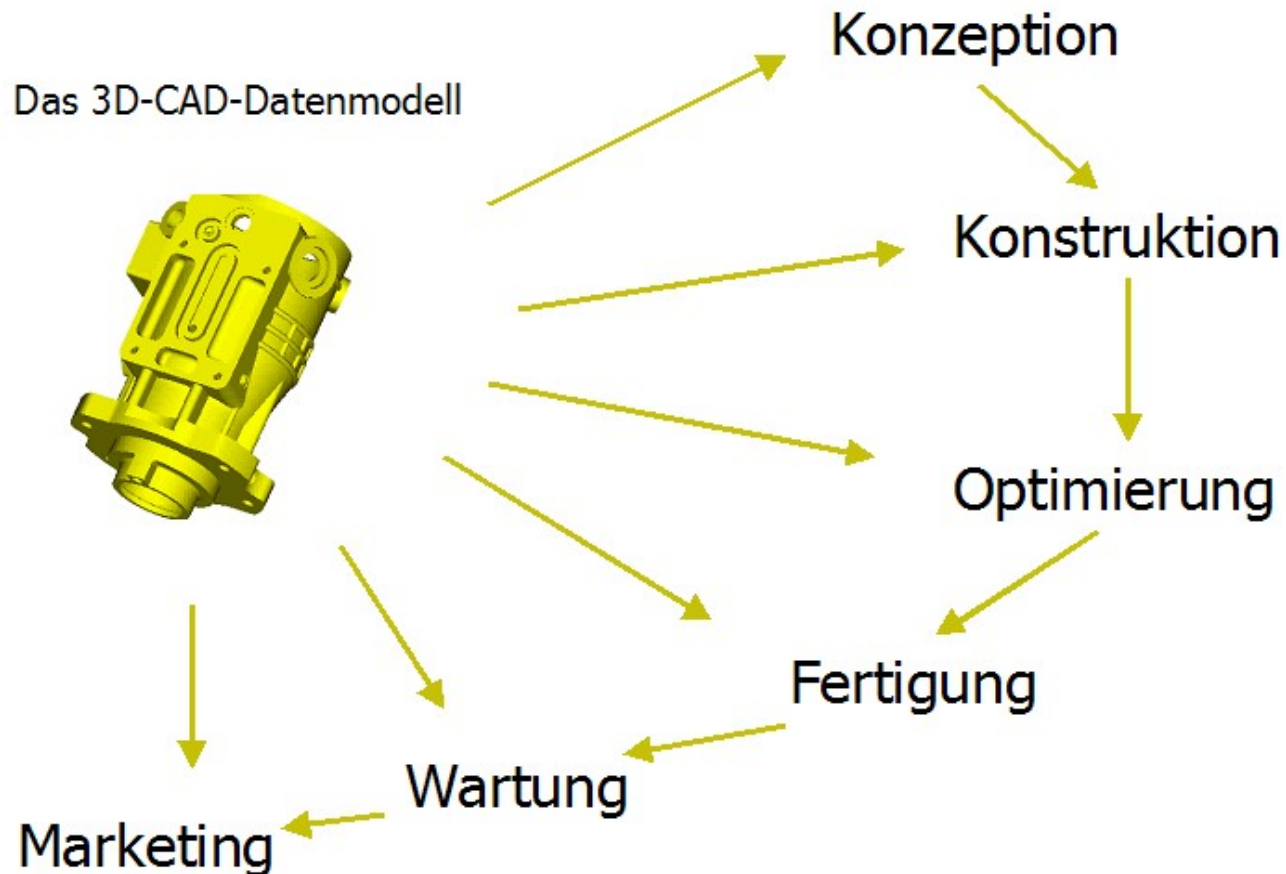 Das 3D-CAD-Datenmodell
Konzeption
Konstruktion
Optimierung
Fertigung
Wartung
Marketing